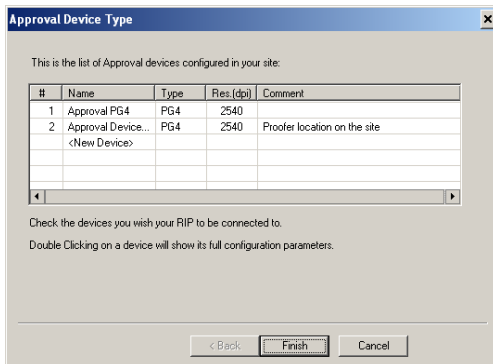 Approval Device Type
This is the list of Approval devices configured in your site:
# Name Type Res.(dpi) Comment
1 Approval PG4 PG4 2540
2 Approval Device... PG4 2540 Proofer location on the site
<New Device>
Check the devices you wish your RIP to be connected to.
Double Clicking on a device will show its full configuration parameters.
< Back Finish Cancel